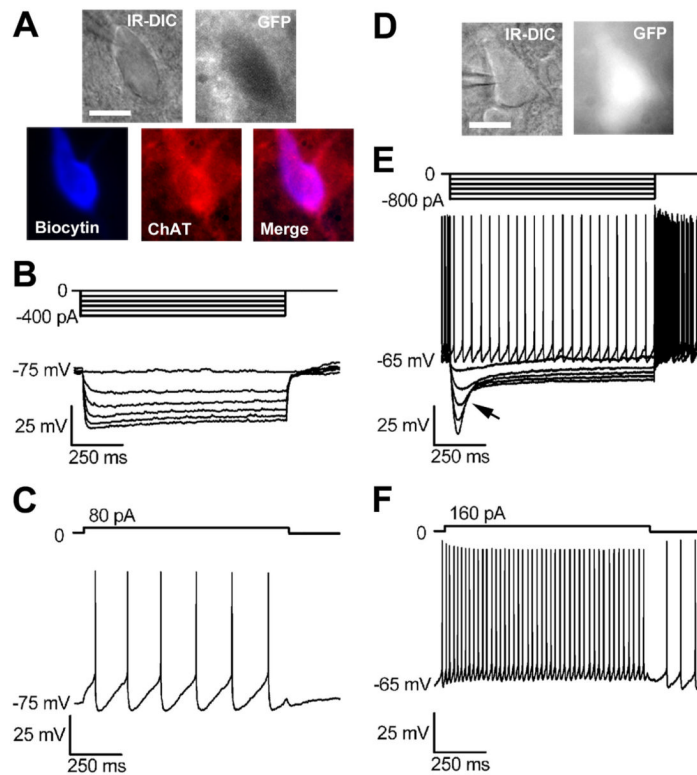 A
IR-DIC
GFP
Biocytin
ChAT
Merge
B
0
-400 pA
-75 mV
25 mV
250 ms
C
80 pA
0
-75 mV
25 mV
250 ms
D
IR-DIC
GFP
E
0
-800 pA
-65 mV
25 mV
250 ms
F
160 pA
0
-65 mV
25 mV
250 ms